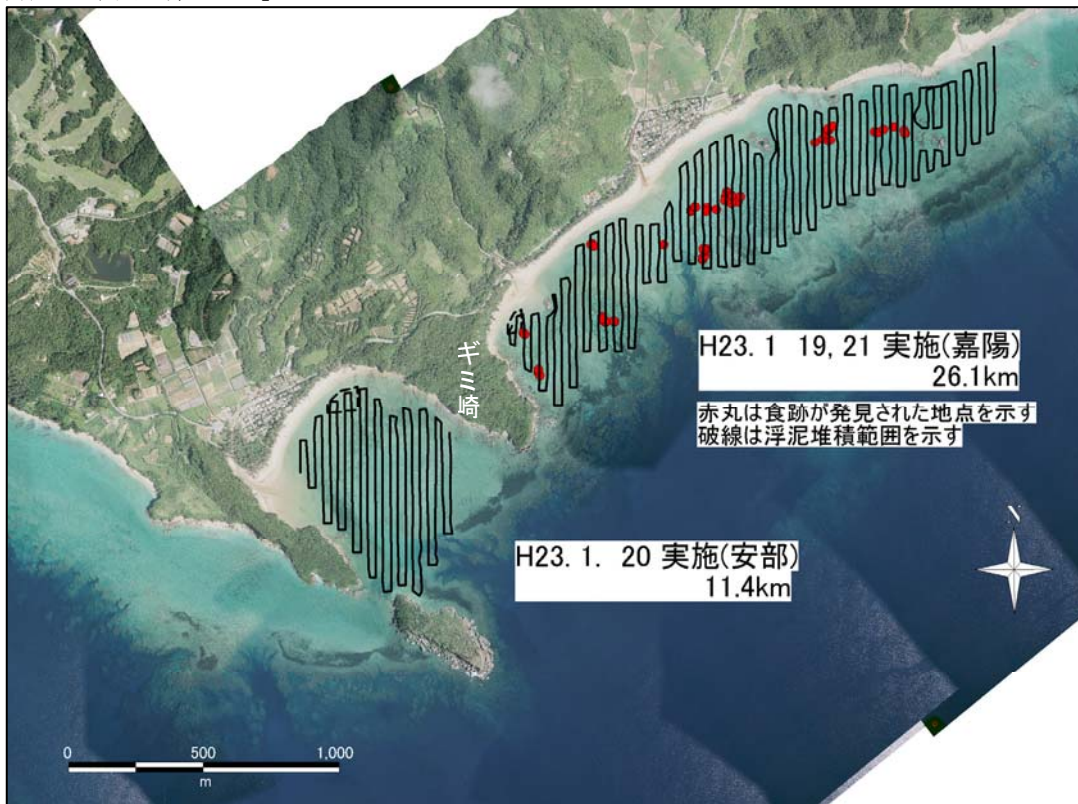 ギミ崎
H23.1 19,21 実施(嘉陽)
26.1km
赤丸は食跡が発見された地点を示す
破線は浮泥堆積範囲を示す
H23.1. 20 実施(安部)
11.4km
N
0 500 1,000
m